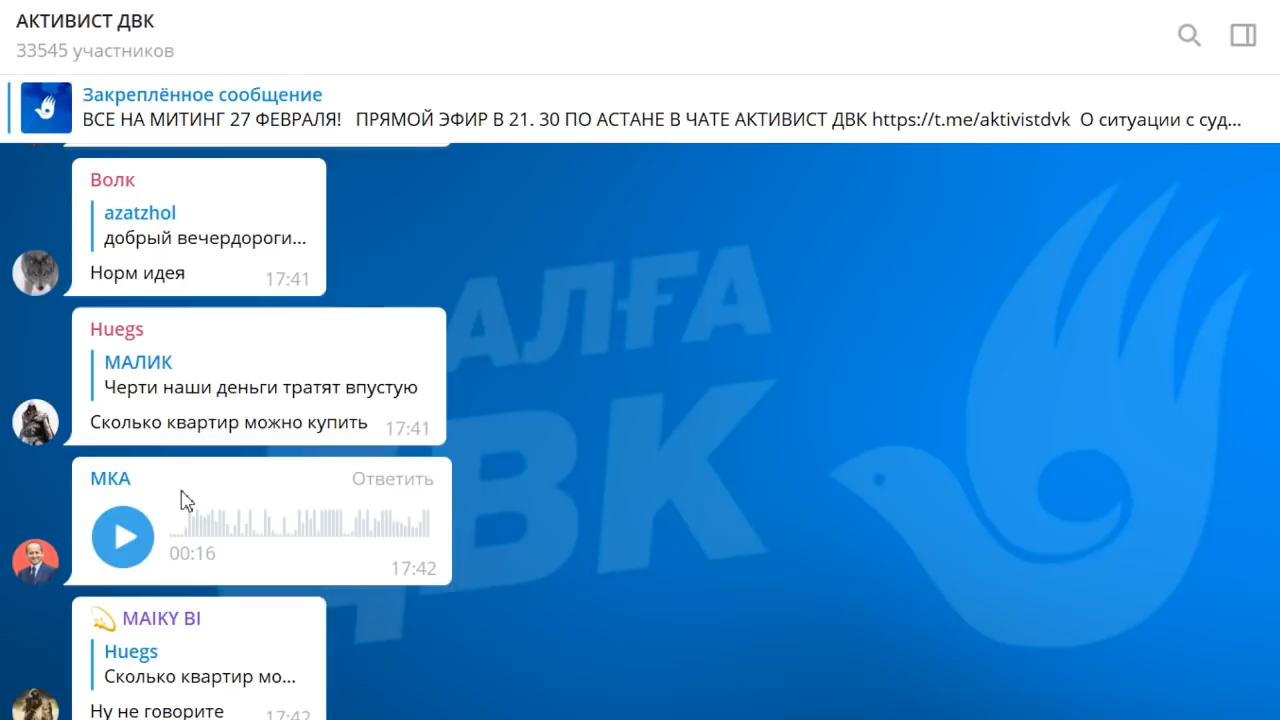 АКТИВИСТ ДВК
33545 участников
Закреплённое сообщение
ВСЕ НА МИТИНГ 27 ФЕВРАЛЯ! ПРЯМОЙ ЭФИР В 21. 30 ПО АСТАНЕ В ЧАТЕ АКТИВИСТ ДВК https://t.me/aktivistdvk О ситуации с суд...
Волк
azatzhol
добрый вечердороги...
Норм идея 17:41
Huegs
МАЛИК
Черти наши деньги тратят впустую
Сколько квартир можно купить 17:41
МКА Ответить
00:16
17:42
MAIKY BI
Huegs
Сколько квартир мо...
Ну не говорите 17:42
АЛҒА
ДВК